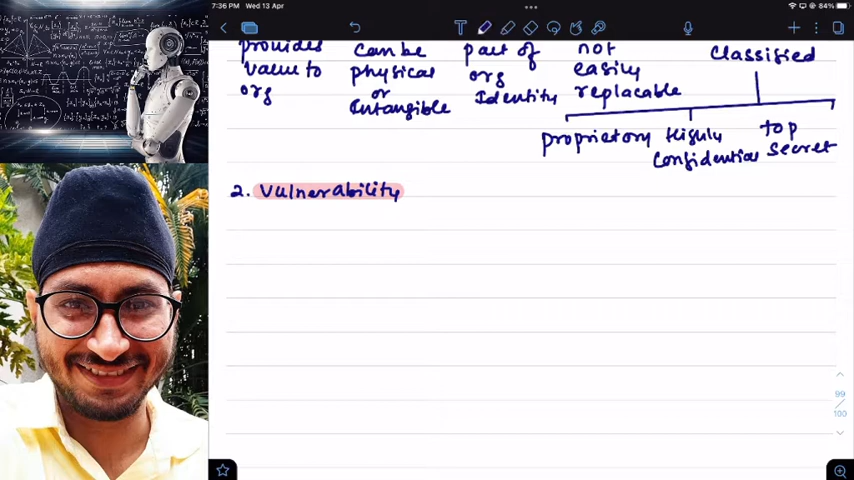 7:36 PM Wed 13 Apr
84%
provides
value to
org
can be
physical
or
Intangible
part of
org
Identity
not
easily
replacable
classified
proprietory
Highly
Confidential
top
secret
2. Vulnerability
99
100